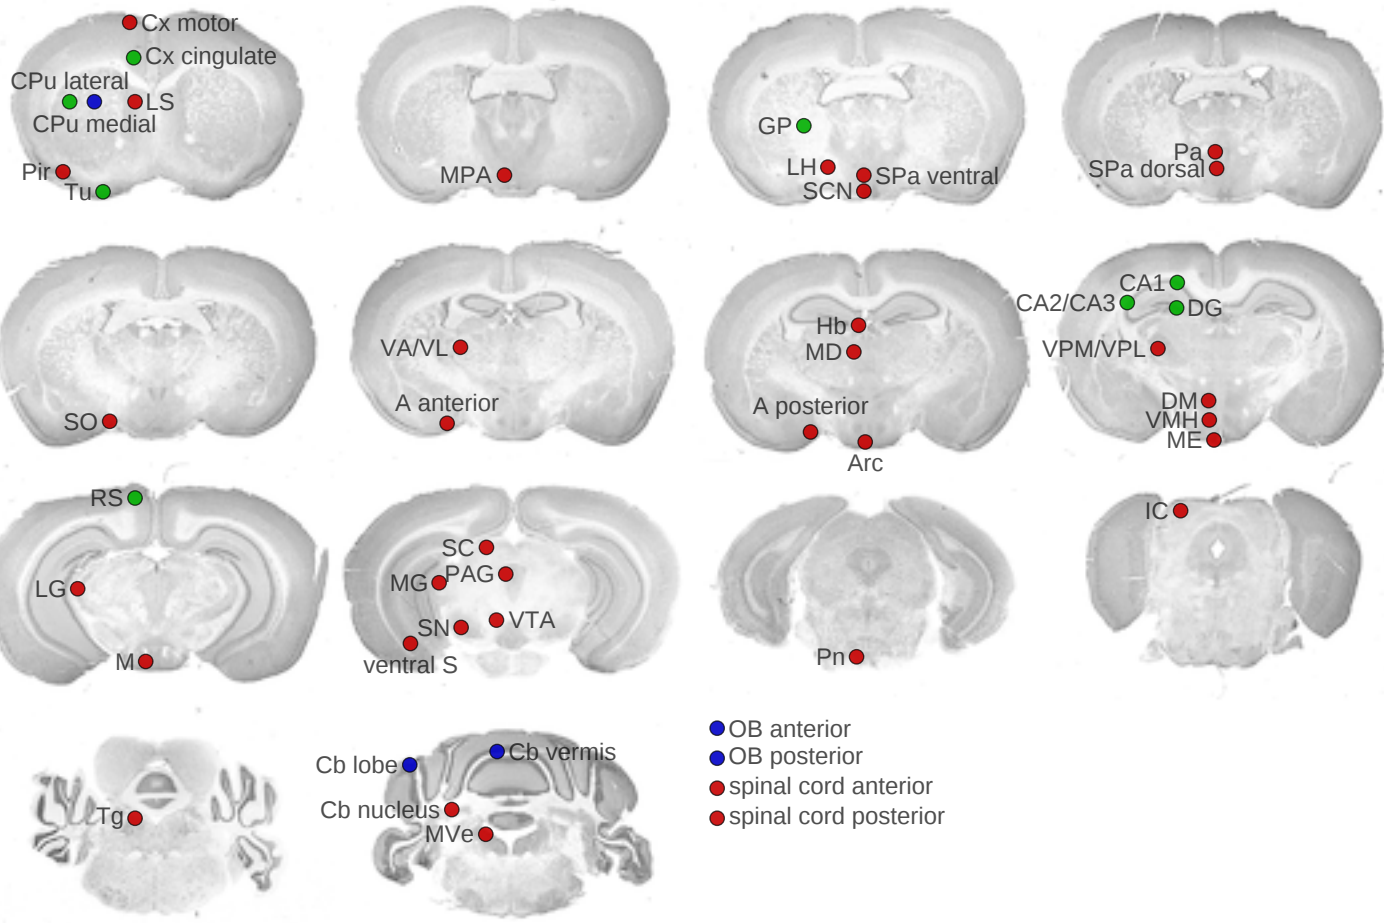 Cx motor
Cx cingulate
CPu lateral
LS
CPu medial
Pir
Tu
MPA
GP
LH
SPa ventral
SCN
Pa
SPa dorsal
SO
VA/VL
A anterior
Hb
MD
A posterior
Arc
CA1
CA2/CA3
DG
VPM/VPL
DM
VMH
ME
RS
LG
M
SC
MG
PAG
SN
VTA
ventral S
Pn
IC
Tg
Cb lobe
Cb vermis
Cb nucleus
MVe
OB anterior
OB posterior
spinal cord anterior
spinal cord posterior